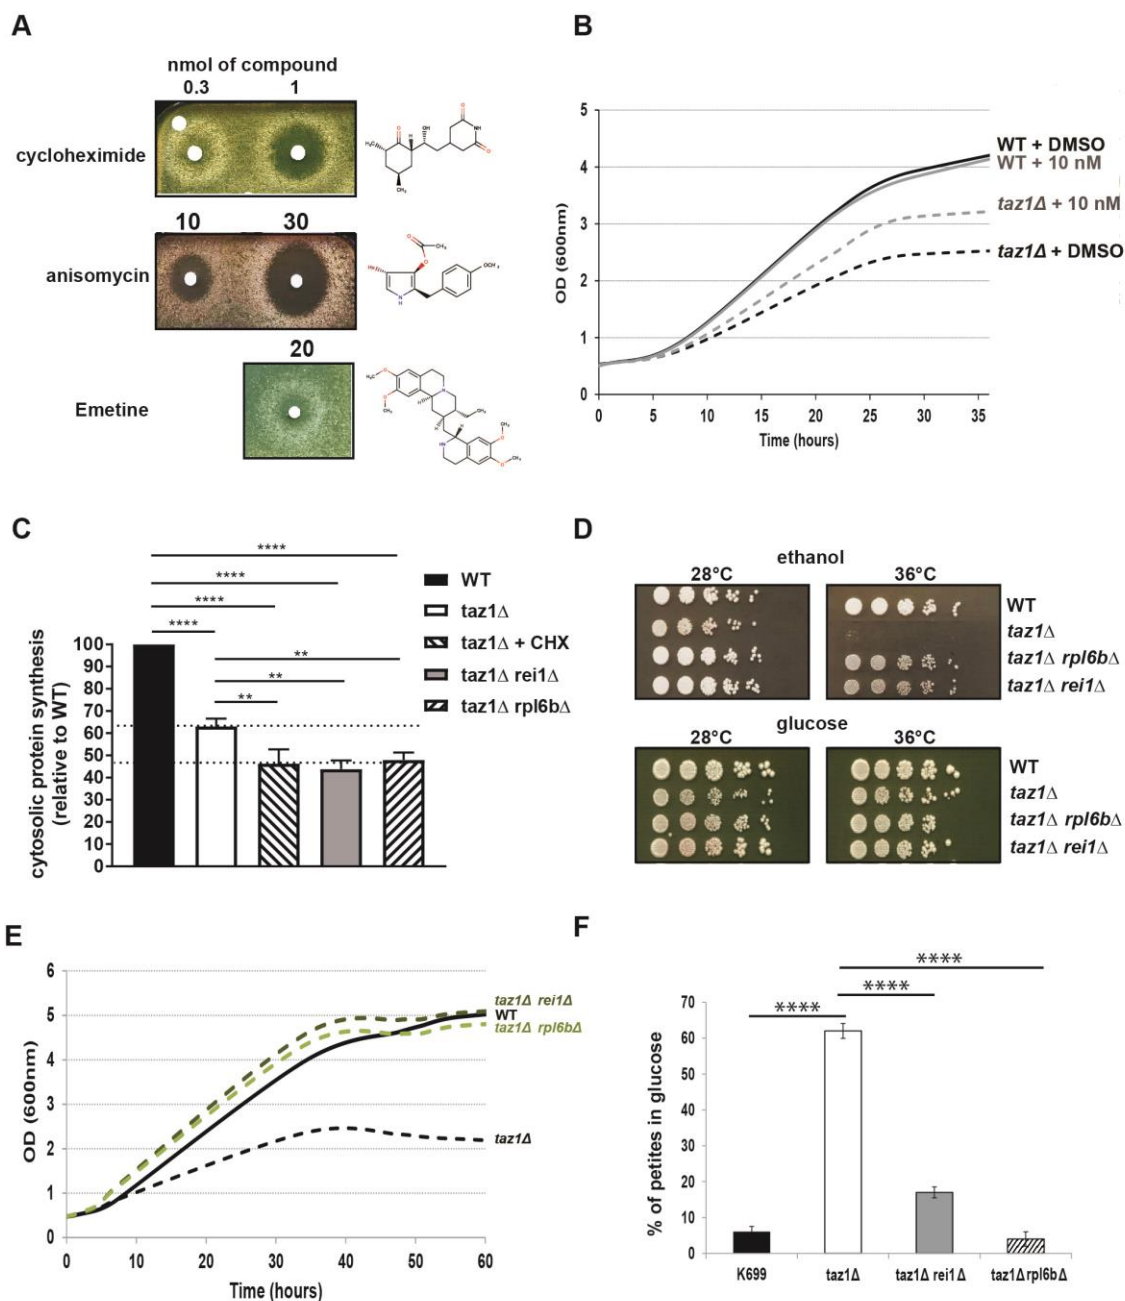 A
nmol of compound
0.3 1
cycloheximide
10 30
anisomycin
20
Emetine
B
OD (600nm)
5
4
3
2
1
0
0 5 10 15 20 25 30 35
Time (hours)
WT + DMSO
WT + 10 nM
taz1Δ + 10 nM
taz1Δ + DMSO
C
cytosolic protein synthesis
(relative to WT)
100
90
80
70
60
50
40
30
20
10
0
****
****
****
****
**
**
**
WT
taz1Δ
taz1Δ + CHX
taz1Δ rei1Δ
taz1Δ rpl6bΔ
D
ethanol
28°C 36°C
WT
taz1Δ
taz1Δ rpl6bΔ
taz1Δ rei1Δ
glucose
28°C 36°C
WT
taz1Δ
taz1Δ rpl6bΔ
taz1Δ rei1Δ
E
OD (600nm)
6
5
4
3
2
1
0
0 10 20 30 40 50 60
Time (hours)
taz1Δ rei1Δ
WT
taz1Δ rpl6bΔ
taz1Δ
F
% of petites in glucose
70
60
50
40
30
20
10
0
****
****
****
K699 taz1Δ taz1Δ rei1Δ taz1Δrpl6bΔ